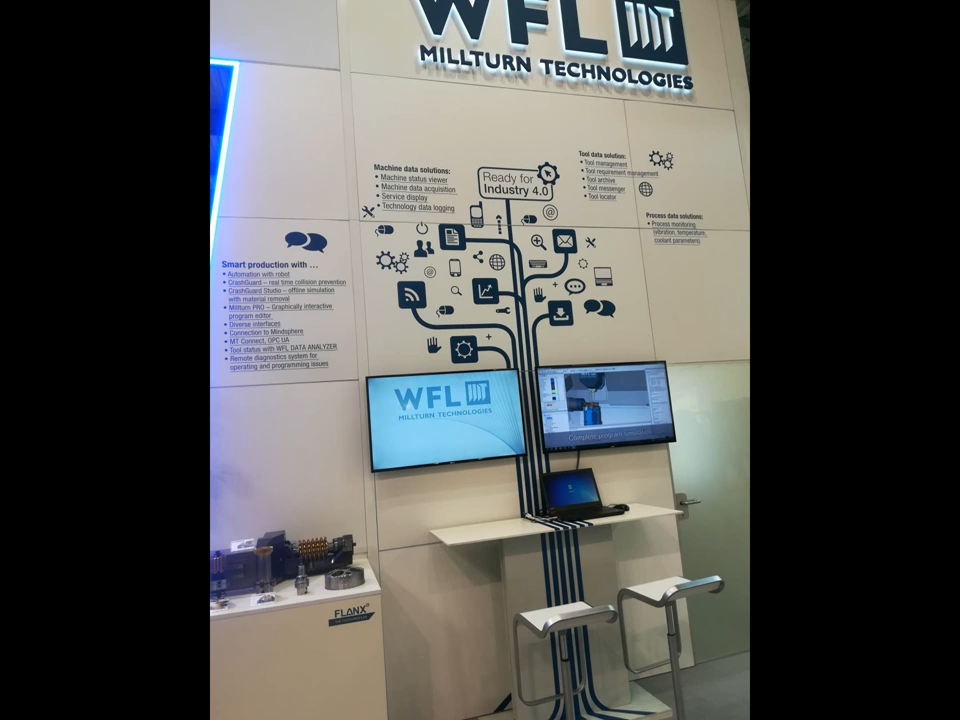 WFL
MILLTURN TECHNOLOGIES
Machine data solutions:
• Machine status viewer
• Machine data acquisition
• Service display
• Technology data logging
Ready for
Industry 4.0
Tool data solution:
• Tool management
• Tool requirement management
• Tool archive
• Tool messenger
• Tool locator
Process data solutions:
• Process monitoring
(vibration, temperature,
coolant parameters)
Smart production with ...
• Automation with robot
• CrashGuard – real time collision prevention
• CrashGuard Studio – offline simulation
with material removal
• Millturn PRO – Graphically interactive
program editor
• Diverse interfaces
• Connection to Mindsphere
• MT Connect, OPC UA
• Tool status with WFL DATA ANALYZER
• Remote diagnostics system for
operating and programming issues
WFL
MILLTURN TECHNOLOGIES
Complete program simulation
FLANX®